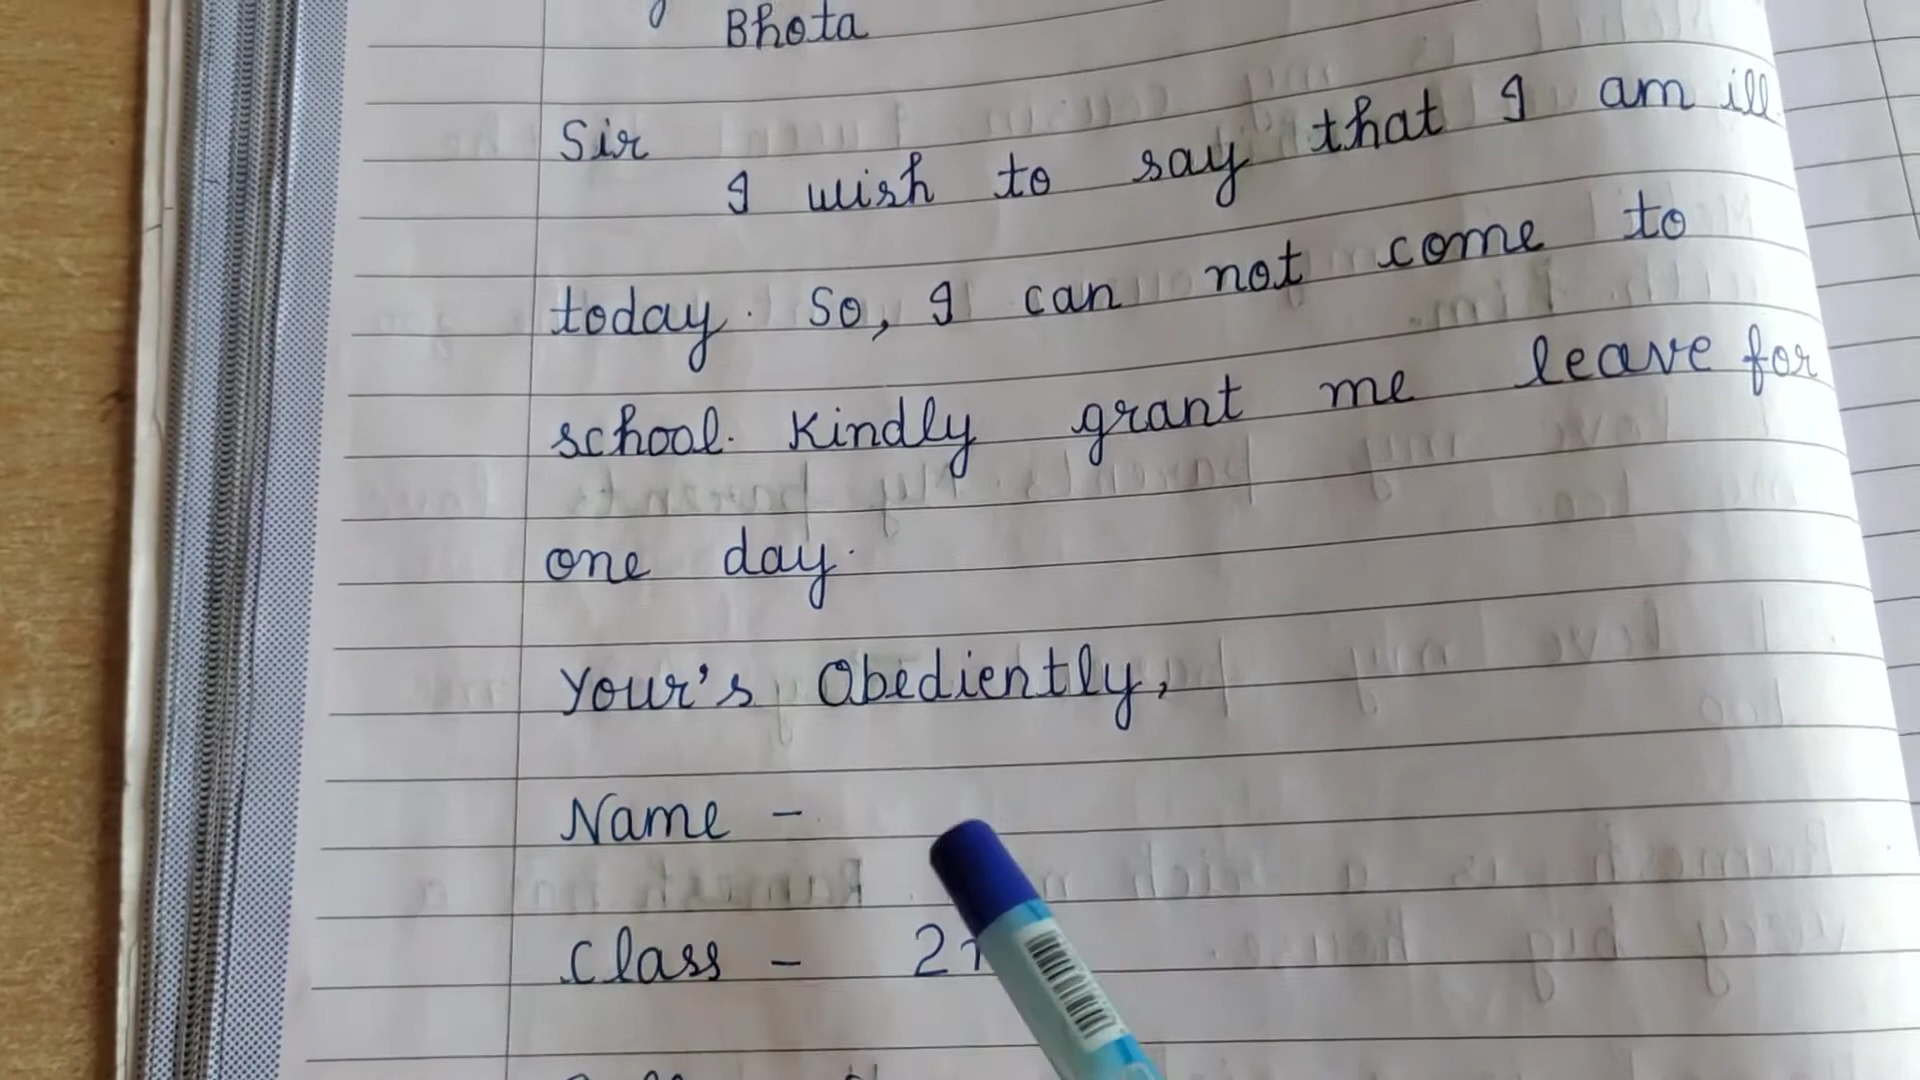 Bhota
Sir
I wish to say that I am ill
today. So, I can not come to
school. Kindly grant me leave for
one day.
Your's Obediently,
Name -
Class - 2